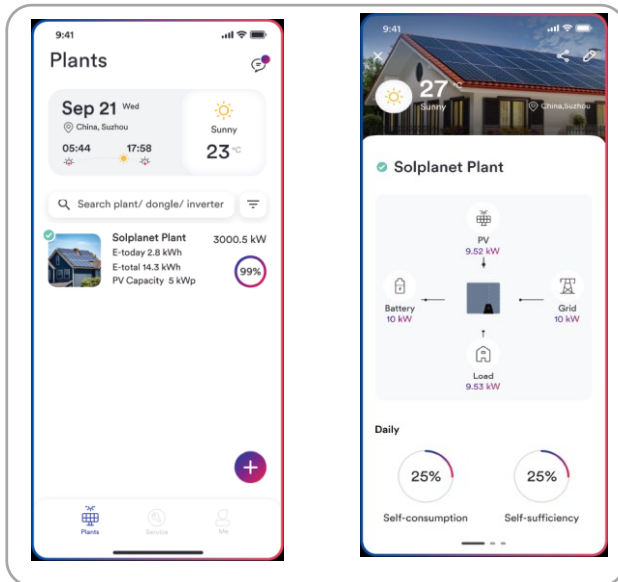 9:41
Plants
Sep 21 Wed
China, Suzhou
05:44 17:58
Sunny
23 °C
Search plant/ dongle/ inverter
Solplanet Plant 3000.5 kW
E-today 2.8 kWh
E-total 14.3 kWh
PV Capacity 5 kWp
99%
Plants Service Me
9:41
27 °C
Sunny
China,Suzhou
Solplanet Plant
PV
9.52 kW
Battery
10 kW
Grid
10 kW
Load
9.53 kW
Daily
25% 25%
Self-consumption Self-sufficiency